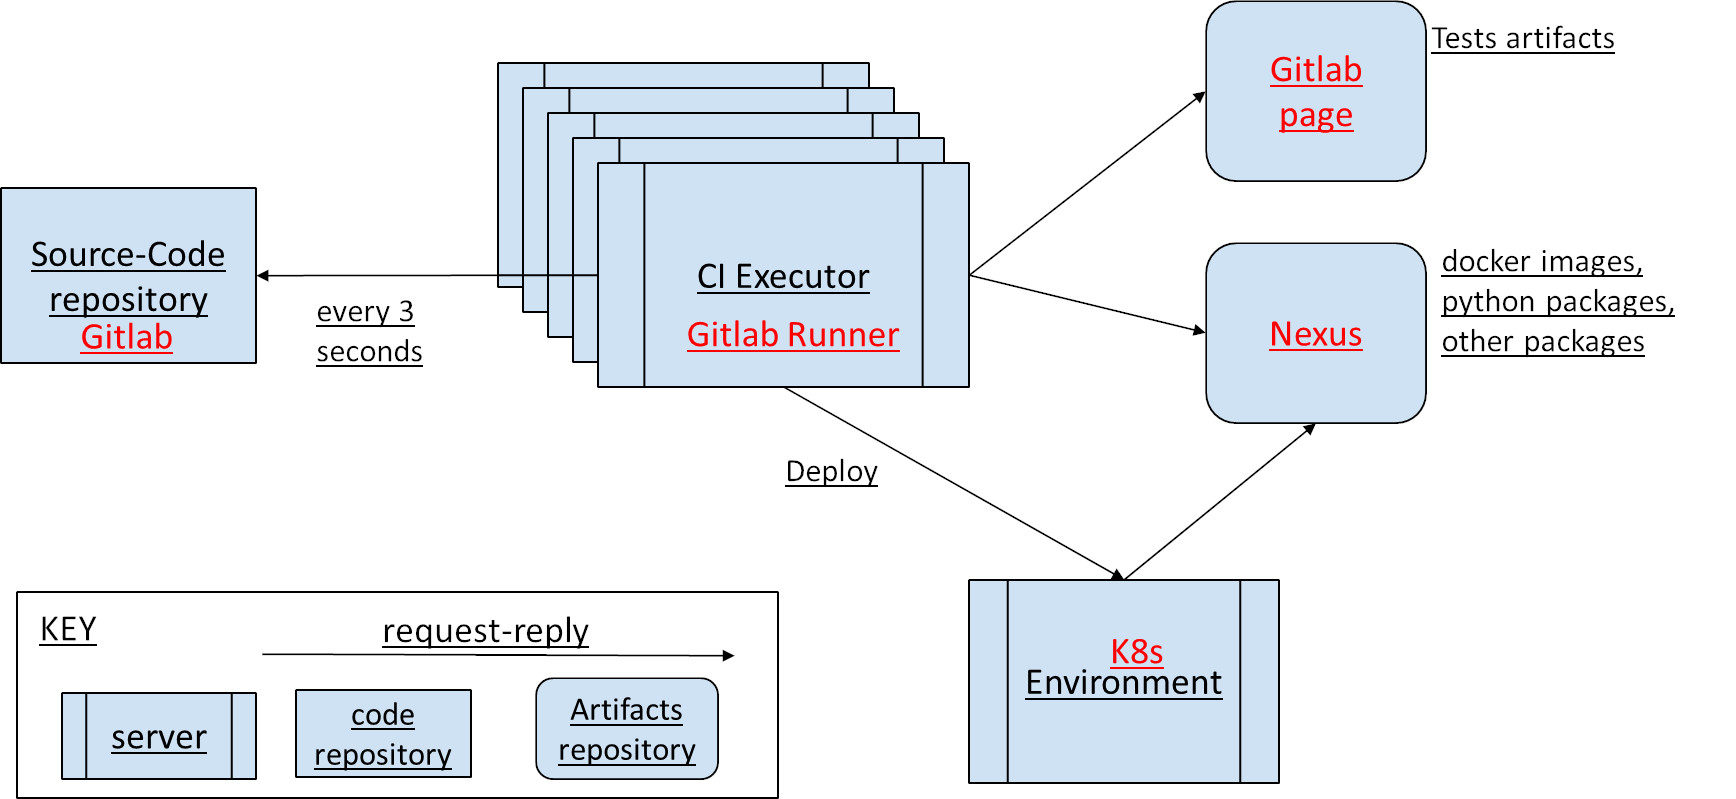 Tests artifacts
Gitlab
page
Source-Code
repository
Gitlab
every 3
seconds
CI Executor
Gitlab Runner
Nexus
docker images,
python packages,
other packages
Deploy
K8s
Environment
KEY
request-reply
server
code
repository
Artifacts
repository